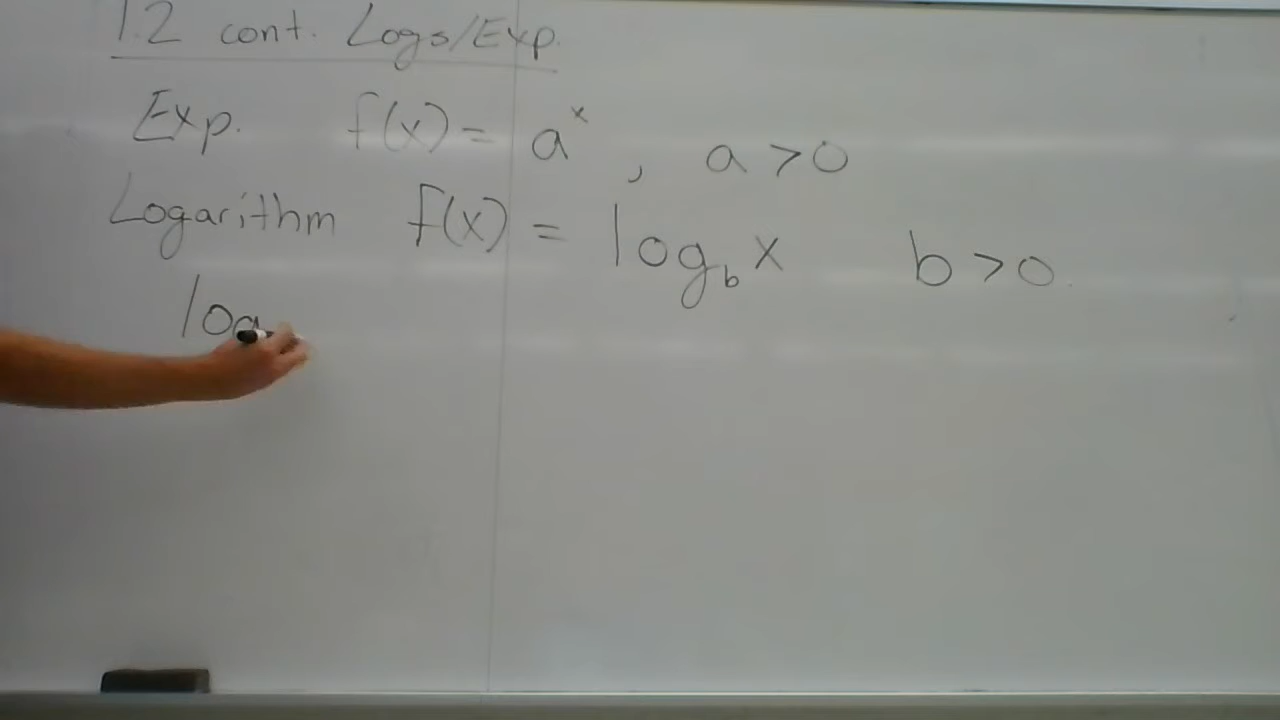 1.2 cont. Logs/Exp.
Exp. f(x) = a^x , a > 0
Logarithm f(x) = log_b x b > 0.
log